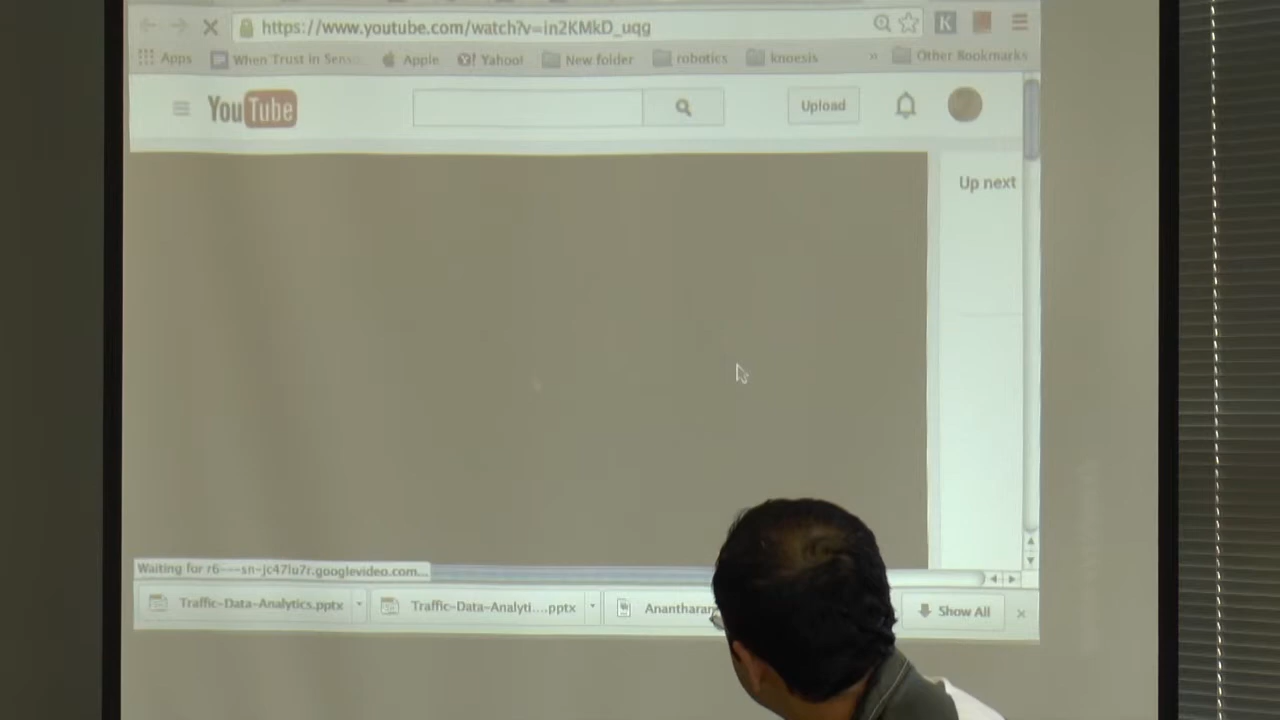 https://www.youtube.com/watch?v=in2KMkD_uqg
K
Apps When Trust in Sens Apple Yahoo! New folder robotics knoesis » Other Bookmarks
YouTube Upload
Up next
Waiting for r6---sn-jc47lu7r.googlevideo.com...
Traffic-Data-Analytics.pptx Traffic-Data-Analyti....pptx Anantharam Show All